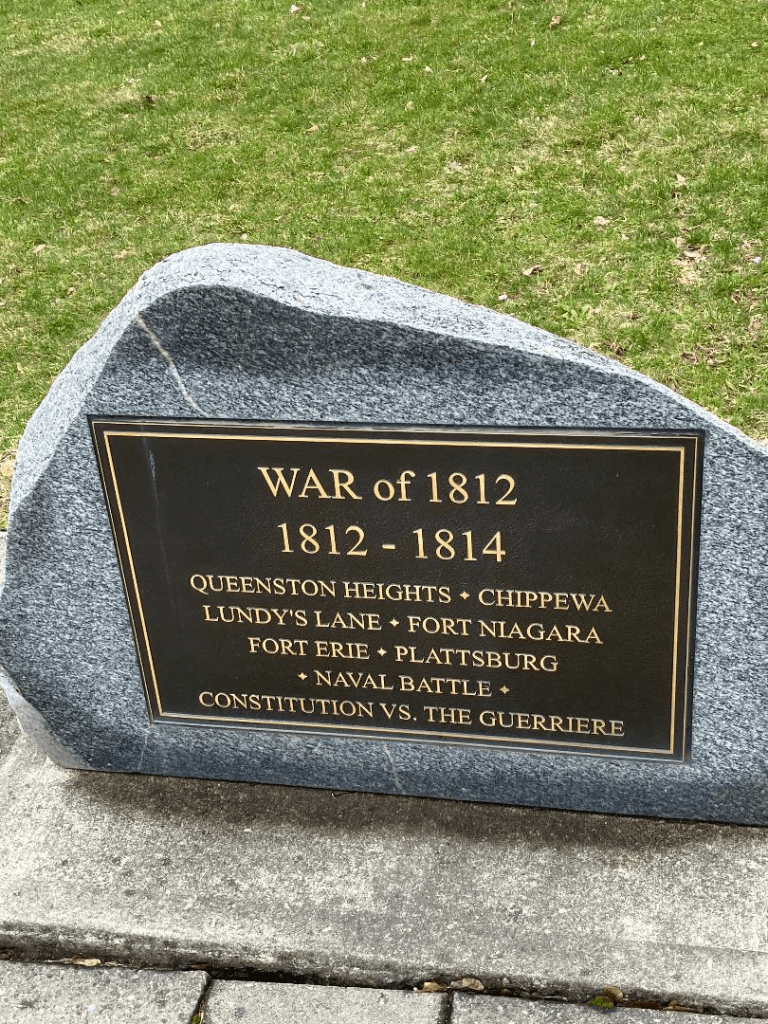 WAR of 1812
1812 - 1814
QUEENSTON HEIGHTS ✦ CHIPPEWA
LUNDY'S LANE ✦ FORT NIAGARA
FORT ERIE ✦ PLATTSBURG
✦ NAVAL BATTLE ✦
CONSTITUTION VS. THE GUERRIERE